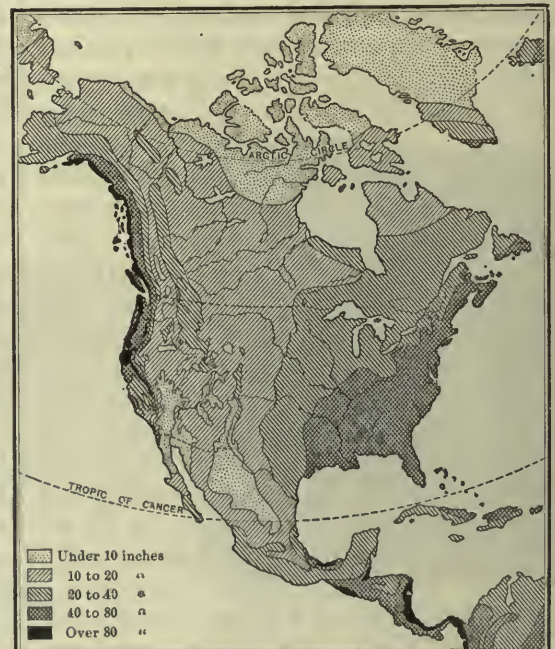 ARCTIC CIRCLE
TROPIC OF CANCER
Under 10 inches
10 to 20 "
20 to 40 "
40 to 80 "
Over 80 "